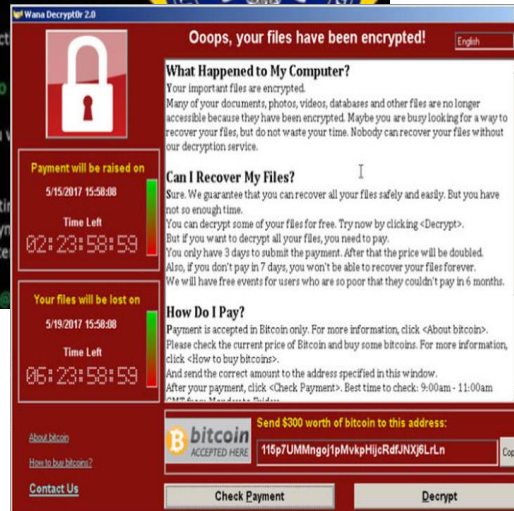 Wana Decrypt0r 2.0
Ooops, your files have been encrypted!
English
What Happened to My Computer?
Your important files are encrypted.
Many of your documents, photos, videos, databases and other files are no longer
accessible because they have been encrypted. Maybe you are busy looking for a way to
recover your files, but do not waste your time. Nobody can recover your files without
our decryption service.
Can I Recover My Files?
Sure. We guarantee that you can recover all your files safely and easily. But you have
not so enough time.
You can decrypt some of your files for free. Try now by clicking <Decrypt>.
But if you want to decrypt all your files, you need to pay.
You only have 3 days to submit the payment. After that the price will be doubled.
Also, if you don't pay in 7 days, you won't be able to recover your files forever.
We will have free events for users who are so poor that they couldn't pay in 6 months.
How Do I Pay?
Payment is accepted in Bitcoin only. For more information, click <About bitcoin>.
Please check the current price of Bitcoin and buy some bitcoins. For more information,
click <How to buy bitcoins>.
And send the correct amount to the address specified in this window.
After your payment, click <Check Payment>. Best time to check: 9:00am - 11:00am
GMT from Monday to Friday.
Payment will be raised on
5/15/2017 15:58:08
Time Left
02:23:58:59
Your files will be lost on
5/19/2017 15:58:08
Time Left
06:23:58:59
About bitcoin
How to buy bitcoins?
Contact Us
bitcoin
ACCEPTED HERE
Send $300 worth of bitcoin to this address:
115p7UMMngoj1pMvkpHijcRdfJNXj6LrLn
Cop
Check Payment
Decrypt